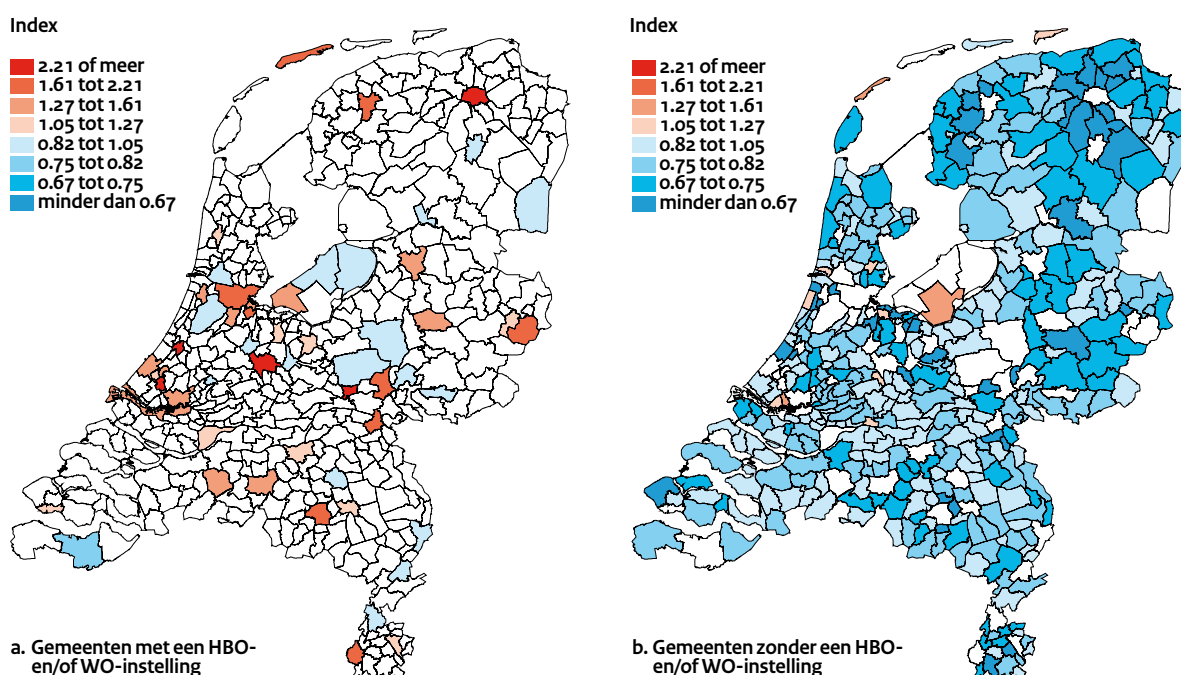 Index
2.21 of meer
1.61 tot 2.21
1.27 tot 1.61
1.05 tot 1.27
0.82 tot 1.05
0.75 tot 0.82
0.67 tot 0.75
minder dan 0.67
a. Gemeenten met een HBO-
en/of WO-instelling
Index
2.21 of meer
1.61 tot 2.21
1.27 tot 1.61
1.05 tot 1.27
0.82 tot 1.05
0.75 tot 0.82
0.67 tot 0.75
minder dan 0.67
b. Gemeenten zonder een HBO-
en/of WO-instelling